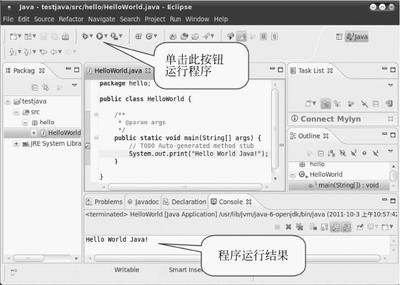 Java - testjava/src/hello/HelloWorld.java - Eclipse
File Edit Source Refactor Navigate Search Project Run Window Help
Java
单击此按钮
运行程序
Packag
testjava
src
hello
HelloWorld
JRE System Libra
HelloWorld.java
package hello;
public class HelloWorld {
/**
* @param args
*/
public static void main(String[] args) {
// TODO Auto-generated method stub
System.out.print("Hello World Java!");
}
}
Task List
Connect Mylyn
Outline
hello
HelloWorld
main(String[]) : void
Problems Javadoc Declaration Console
<terminated> HelloWorld [Java Application] /usr/lib/jvm/java-6-openjdk/bin/java (2011-10-3 上午10:57:42
Hello World Java!
程序运行结果
Writable Smart Inser